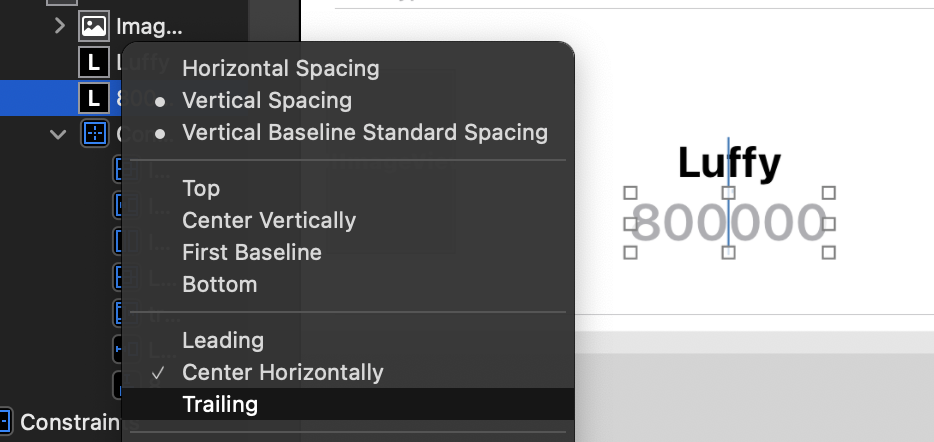 Imag...
L
L
Horizontal Spacing
● Vertical Spacing
● Vertical Baseline Standard Spacing
Top
Center Vertically
First Baseline
Bottom
Leading
✓ Center Horizontally
Trailing
Constrain
Luffy
800000